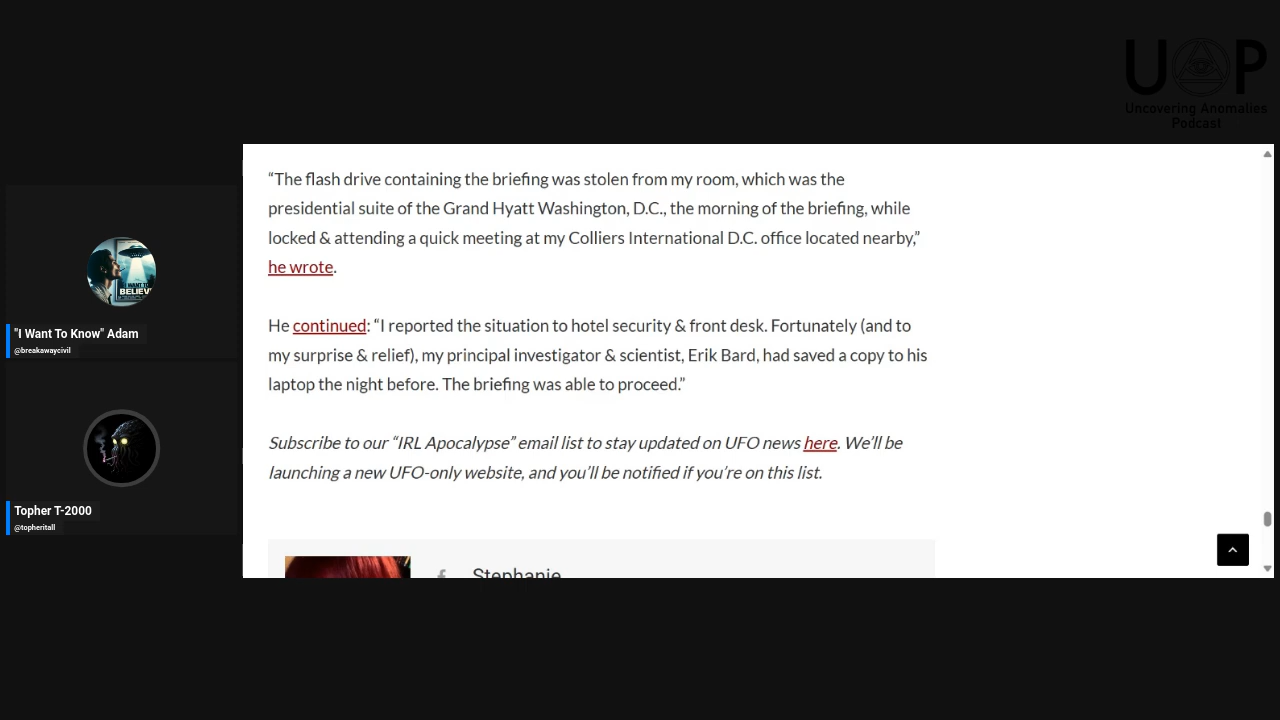 UAP
Uncovering Anomalies
Podcast
“The flash drive containing the briefing was stolen from my room, which was the
presidential suite of the Grand Hyatt Washington, D.C., the morning of the briefing, while
locked & attending a quick meeting at my Colliers International D.C. office located nearby,”
he wrote.
He continued: “I reported the situation to hotel security & front desk. Fortunately (and to
my surprise & relief), my principal investigator & scientist, Erik Bard, had saved a copy to his
laptop the night before. The briefing was able to proceed.”
Subscribe to our “IRL Apocalypse” email list to stay updated on UFO news here. We’ll be
launching a new UFO-only website, and you’ll be notified if you’re on this list.
Stephanie
I WANT TO
BELIEV
"I Want To Know" Adam
@breakawaycivil
Topher T-2000
@topheritall